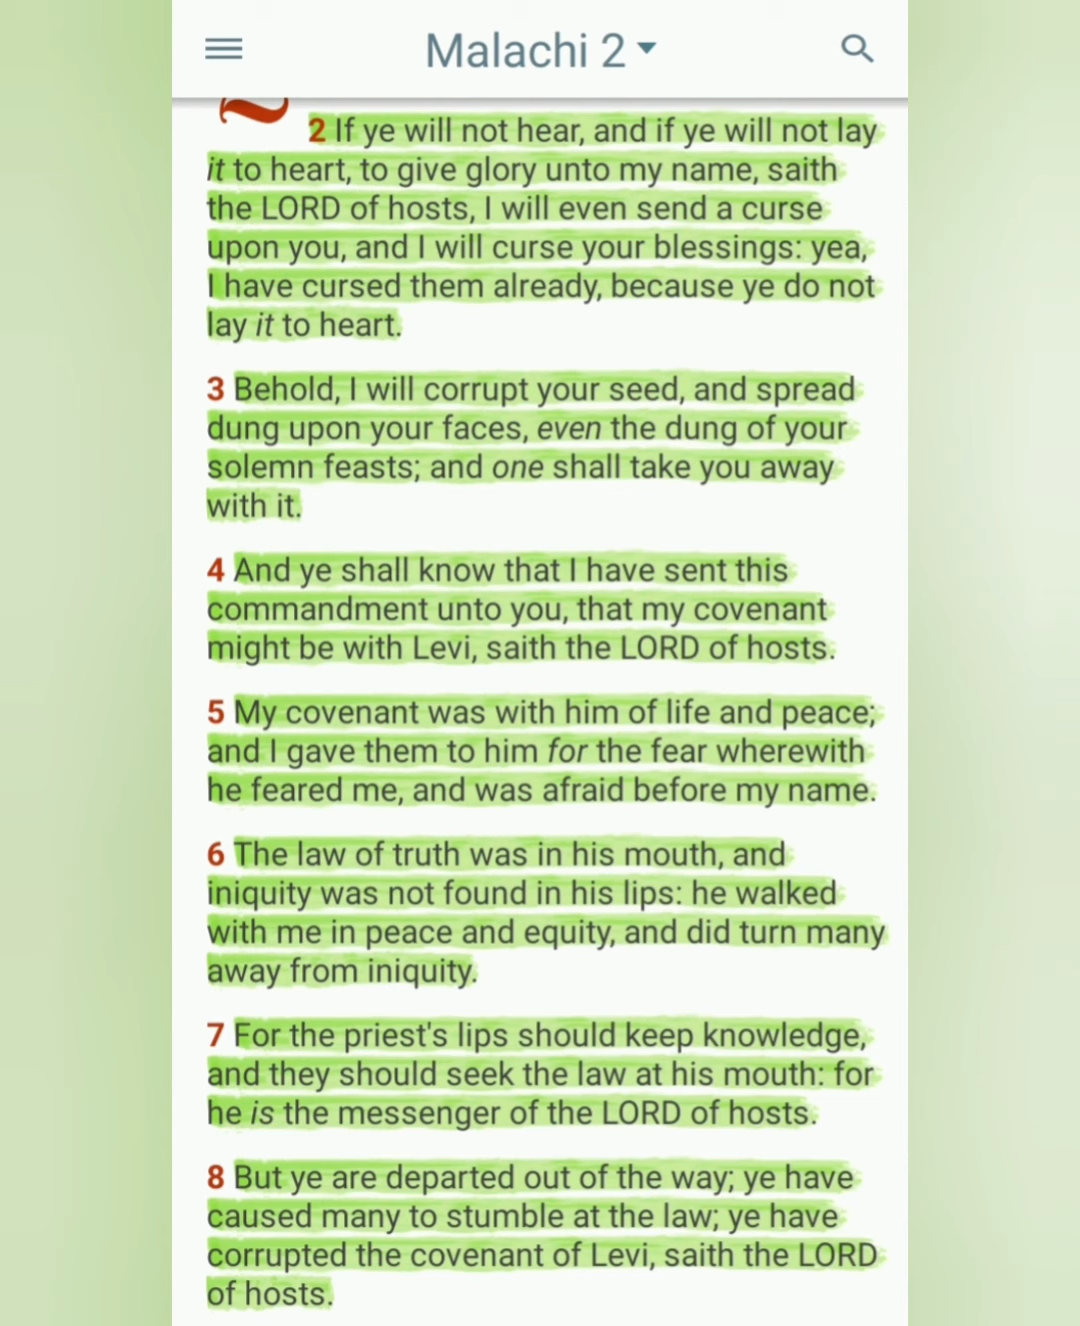 Malachi 2
2 If ye will not hear, and if ye will not lay
it to heart, to give glory unto my name, saith
the LORD of hosts, I will even send a curse
upon you, and I will curse your blessings: yea,
I have cursed them already, because ye do not
lay it to heart.
3 Behold, I will corrupt your seed, and spread
dung upon your faces, even the dung of your
solemn feasts; and one shall take you away
with it.
4 And ye shall know that I have sent this
commandment unto you, that my covenant
might be with Levi, saith the LORD of hosts.
5 My covenant was with him of life and peace;
and I gave them to him for the fear wherewith
he feared me, and was afraid before my name.
6 The law of truth was in his mouth, and
iniquity was not found in his lips: he walked
with me in peace and equity, and did turn many
away from iniquity.
7 For the priest's lips should keep knowledge,
and they should seek the law at his mouth: for
he is the messenger of the LORD of hosts.
8 But ye are departed out of the way; ye have
caused many to stumble at the law; ye have
corrupted the covenant of Levi, saith the LORD
of hosts.